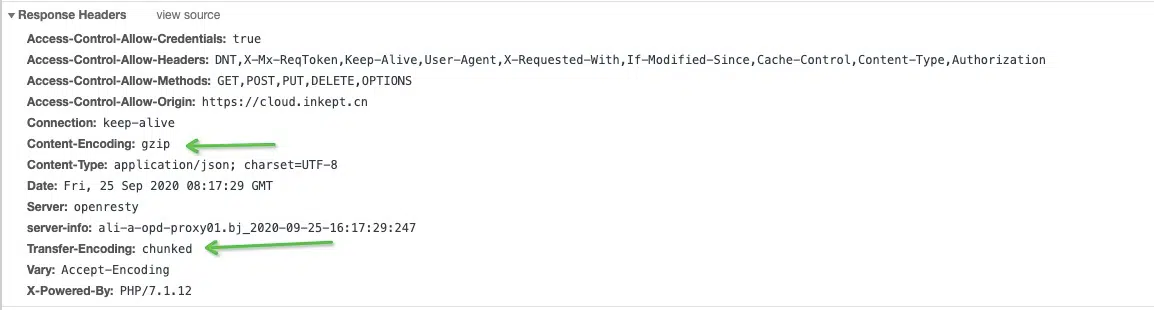 Response Headers view source
Access-Control-Allow-Credentials: true
Access-Control-Allow-Headers: DNT,X-Mx-ReqToken,Keep-Alive,User-Agent,X-Requested-With,If-Modified-Since,Cache-Control,Content-Type,Authorization
Access-Control-Allow-Methods: GET,POST,PUT,DELETE,OPTIONS
Access-Control-Allow-Origin: https://cloud.inkept.cn
Connection: keep-alive
Content-Encoding: gzip
Content-Type: application/json; charset=UTF-8
Date: Fri, 25 Sep 2020 08:17:29 GMT
Server: openresty
server-info: ali-a-opd-proxy01.bj_2020-09-25-16:17:29:247
Transfer-Encoding: chunked
Vary: Accept-Encoding
X-Powered-By: PHP/7.1.12